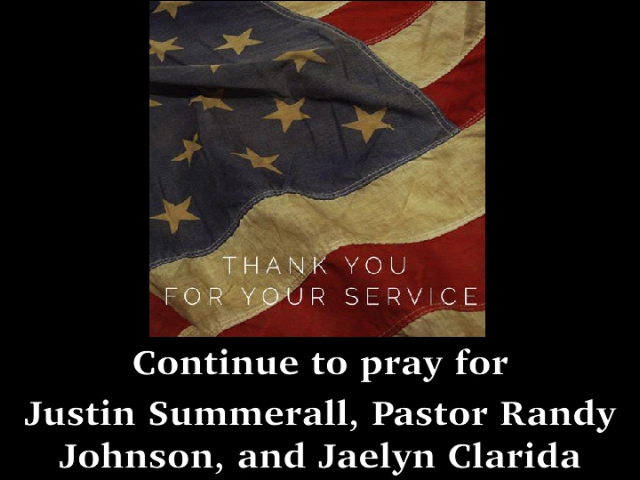 THANK YOU
FOR YOUR SERVICE
Continue to pray for
Justin Summerall, Pastor Randy
Johnson, and Jaelyn Clarida